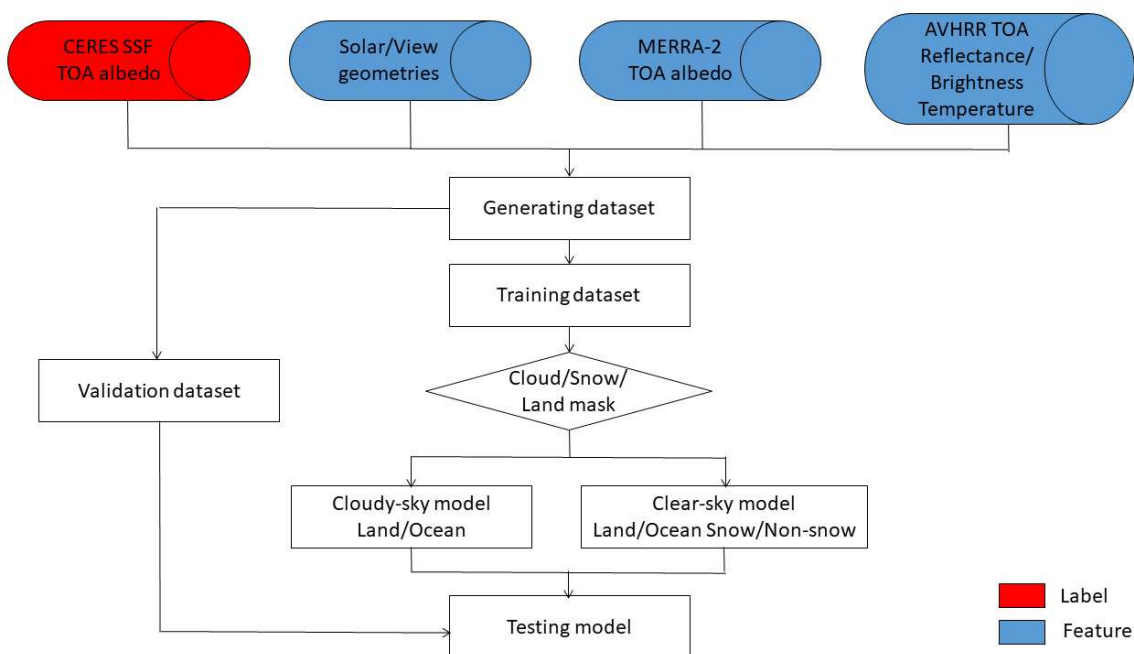 CERES SSF
TOA albedo
Solar/View
geometries
MERRA-2
TOA albedo
AVHRR TOA
Reflectance/
Brightness
Temperature
Generating dataset
Training dataset
Validation dataset
Cloud/Snow/
Land mask
Cloudy-sky model
Land/Ocean
Clear-sky model
Land/Ocean Snow/Non-snow
Testing model
Label
Feature